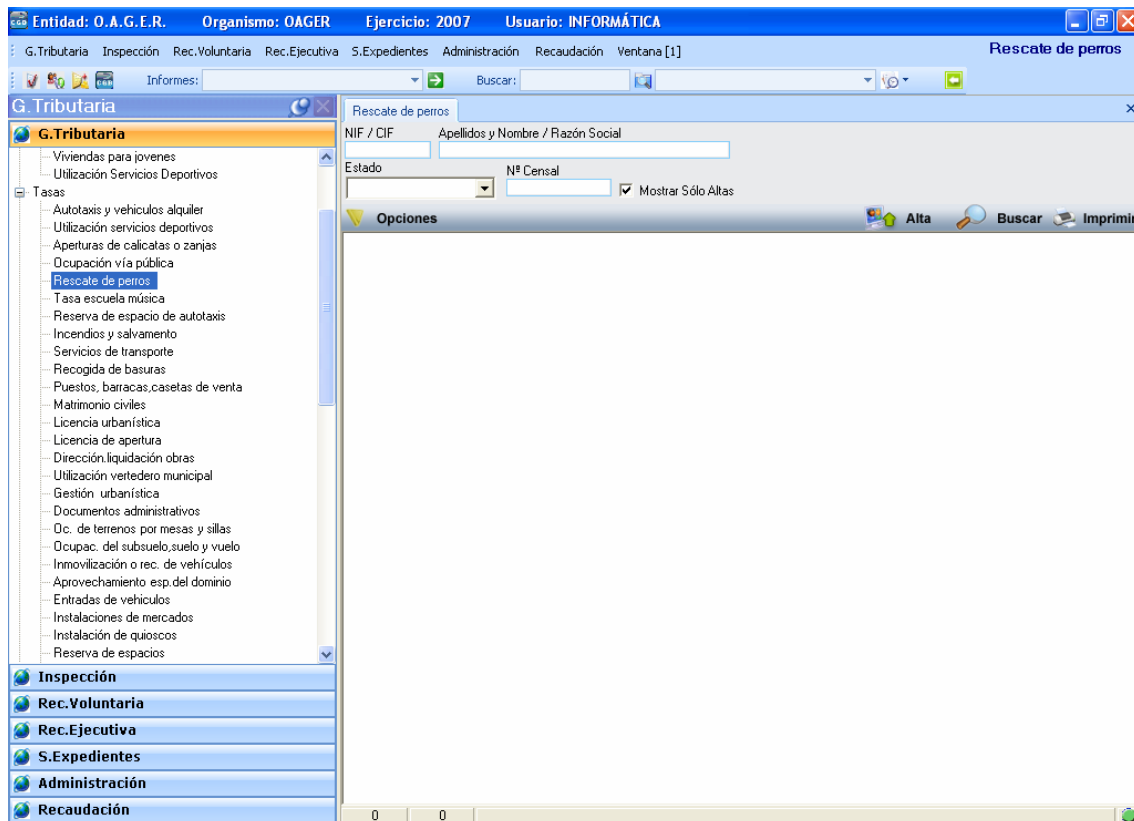 Entidad: O.A.G.E.R. Organismo: OAGER Ejercicio: 2007 Usuario: INFORMÁTICA
G.Tributaria Inspección Rec.Voluntaria Rec.Ejecutiva S.Expedientes Administración Recaudación Ventana [1] Rescate de perros
Informes: Buscar:
G.Tributaria
G.Tributaria
Viviendas para jovenes
Utilización Servicios Deportivos
Tasas
Autotaxis y vehiculos alquiler
Utilización servicios deportivos
Aperturas de calicatas o zanjas
Ocupación vía pública
Rescate de perros
Tasa escuela música
Reserva de espacio de autotaxis
Incendios y salvamento
Servicios de transporte
Recogida de basuras
Puestos, barracas,casetas de venta
Matrimonio civiles
Licencia urbanística
Licencia de apertura
Dirección.liquidación obras
Utilización vertedero municipal
Gestión urbanística
Documentos administrativos
Oc. de terrenos por mesas y sillas
Ocupac. del subsuelo,suelo y vuelo
Inmovilización o rec. de vehículos
Aprovechamiento esp.del dominio
Entradas de vehiculos
Instalaciones de mercados
Instalación de quioscos
Reserva de espacios
Inspección
Rec.Voluntaria
Rec.Ejecutiva
S.Expedientes
Administración
Recaudación
Rescate de perros
NIF / CIF Apellidos y Nombre / Razón Social
Estado Nº Censal
Mostrar Sólo Altas
Opciones Alta Buscar Imprimir
0 0